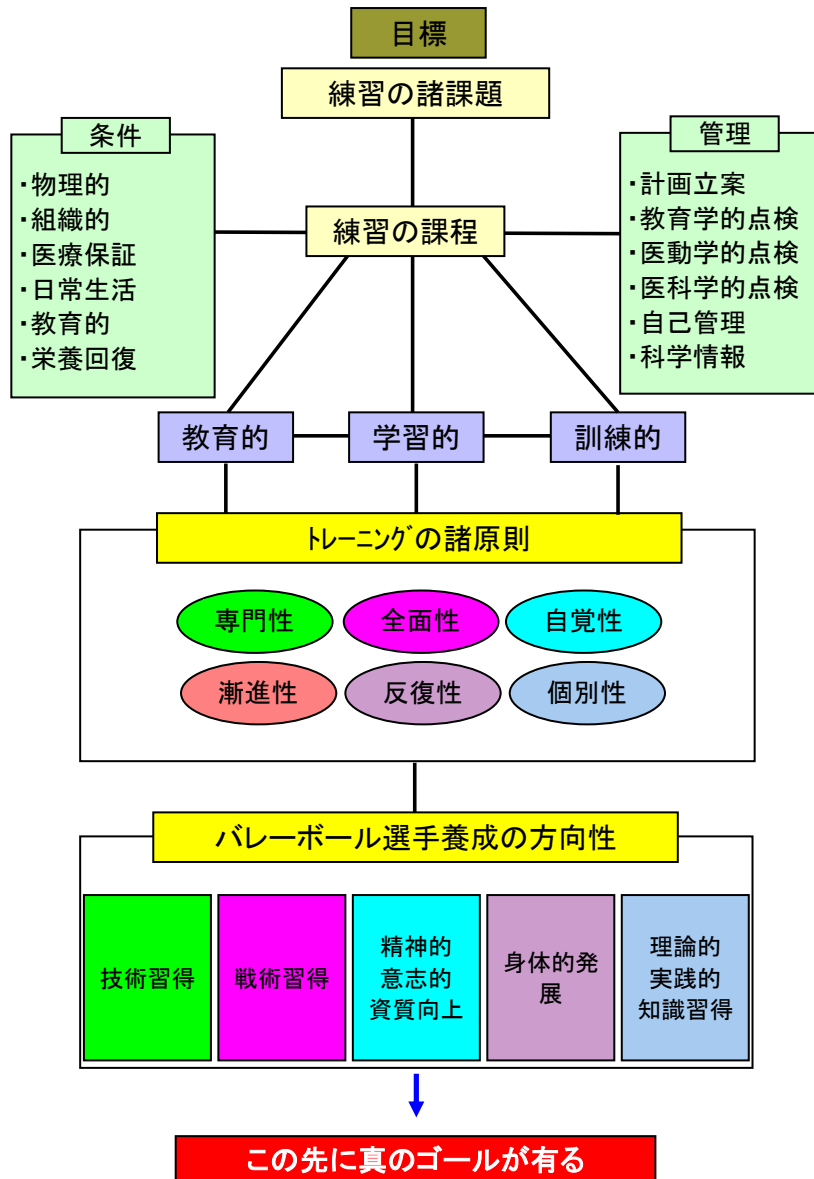 目標
練習の諸課題
条件
・物理的
・組織的
・医療保証
・日常生活
・教育的
・栄養回復
管理
・計画立案
・教育学的点検
・医動学的点検
・医科学的点検
・自己管理
・科学情報
練習の課程
教育的
学習的
訓練的
ﾄﾚｰﾆﾝｸﾞの諸原則
専門性
全面性
自覚性
漸進性
反復性
個別性
バレーボール選手養成の方向性
技術習得
戦術習得
精神的
意志的
資質向上
身体的発
展
理論的
実践的
知識習得
この先に真のゴールが有る